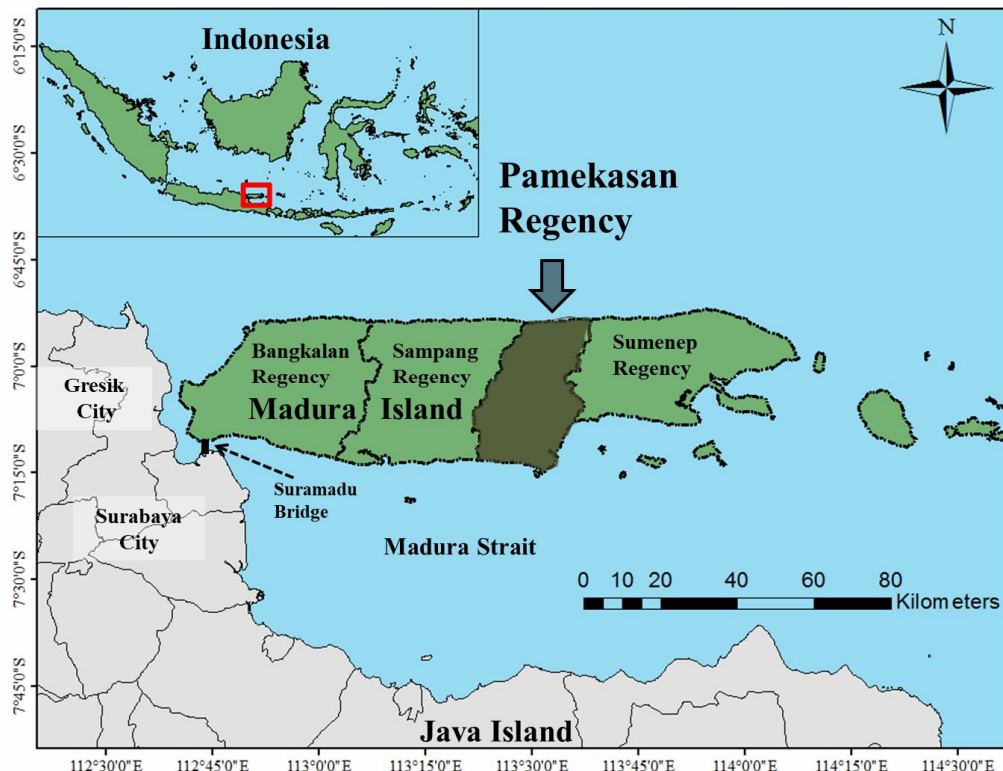 Indonesia
N
Pamekasan
Regency
Bangkalan
Regency
Sampang
Regency
Sumenep
Regency
Madura Island
Gresik
City
Suramadu
Bridge
Surabaya
City
Madura Strait
0 10 20 40 60 80
Kilometers
Java Island
6°15'0"S
6°30'0"S
6°45'0"S
7°0'0"S
7°15'0"S
7°30'0"S
7°45'0"S
112°30'0"E 112°45'0"E 113°0'0"E 113°15'0"E 113°30'0"E 113°45'0"E 114°0'0"E 114°15'0"E 114°30'0"E